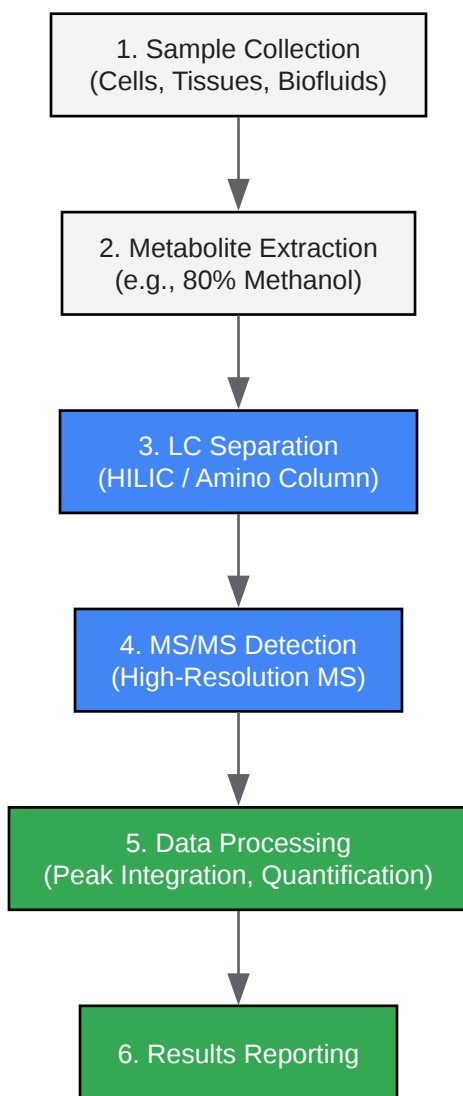 1. Sample Collection
(Cells, Tissues, Biofluids)
2. Metabolite Extraction
(e.g., 80% Methanol)
3. LC Separation
(HILIC / Amino Column)
4. MS/MS Detection
(High-Resolution MS)
5. Data Processing
(Peak Integration, Quantification)
6. Results Reporting